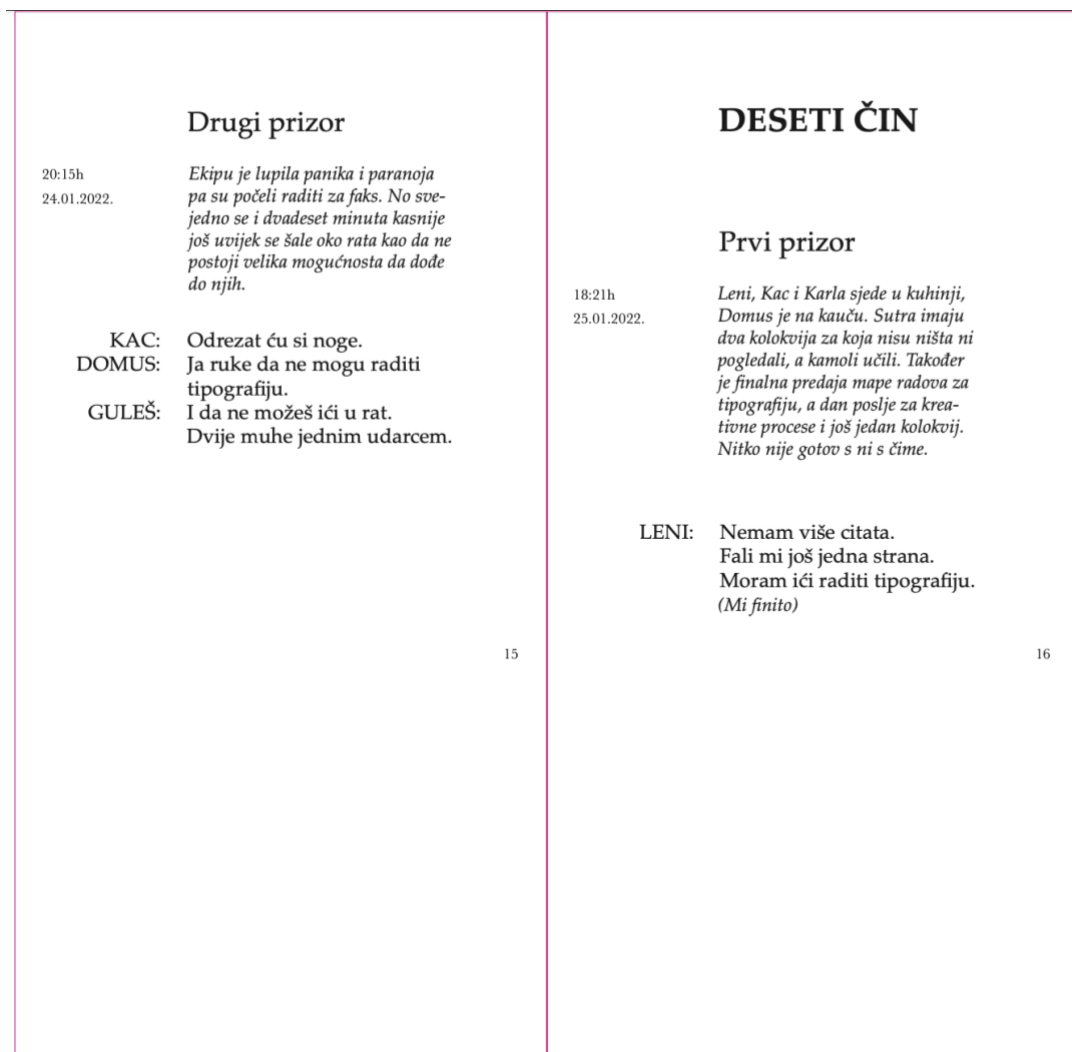 Drugi prizor
20:15h
24.01.2022.
Ekipu je lupila panika i paranoja
pa su počeli raditi za faks. No sve-
jedno se i dvadeset minuta kasnije
još uvijek se šale oko rata kao da ne
postoji velika mogućnosta da dođe
do njih.
KAC: Odrezat ću si noge.
DOMUS: Ja ruke da ne mogu raditi
tipografiju.
GULEŠ: I da ne možeš ići u rat.
Dvije muhe jednim udarcem.
15
DESETI ČIN
Prvi prizor
18:21h
25.01.2022.
Leni, Kac i Karla sjede u kuhinji,
Domus je na kauču. Sutra imaju
dva kolokvija za koja nisu ništa ni
pogledali, a kamoli učili. Također
je finalna predaja mape radova za
tipografiju, a dan poslje za krea-
tivne procese i još jedan kolokvij.
Nitko nije gotov s ni s čime.
LENI: Nemam više citata.
Fali mi još jedna strana.
Moram ići raditi tipografiju.
(Mi finito)
16